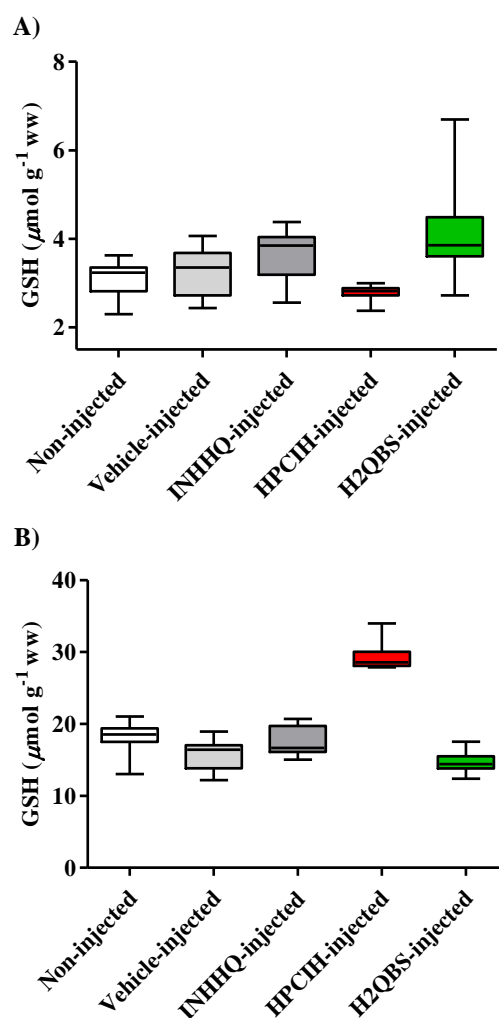 A)
GSH (μmol g⁻¹ ww)
8
6
4
2
Non-injected
Vehicle-injected
INHHQ-injected
HPCIH-injected
H2QBS-injected
B)
GSH (μmol g⁻¹ ww)
40
30
20
10
0
Non-injected
Vehicle-injected
INHHQ-injected
HPCIH-injected
H2QBS-injected